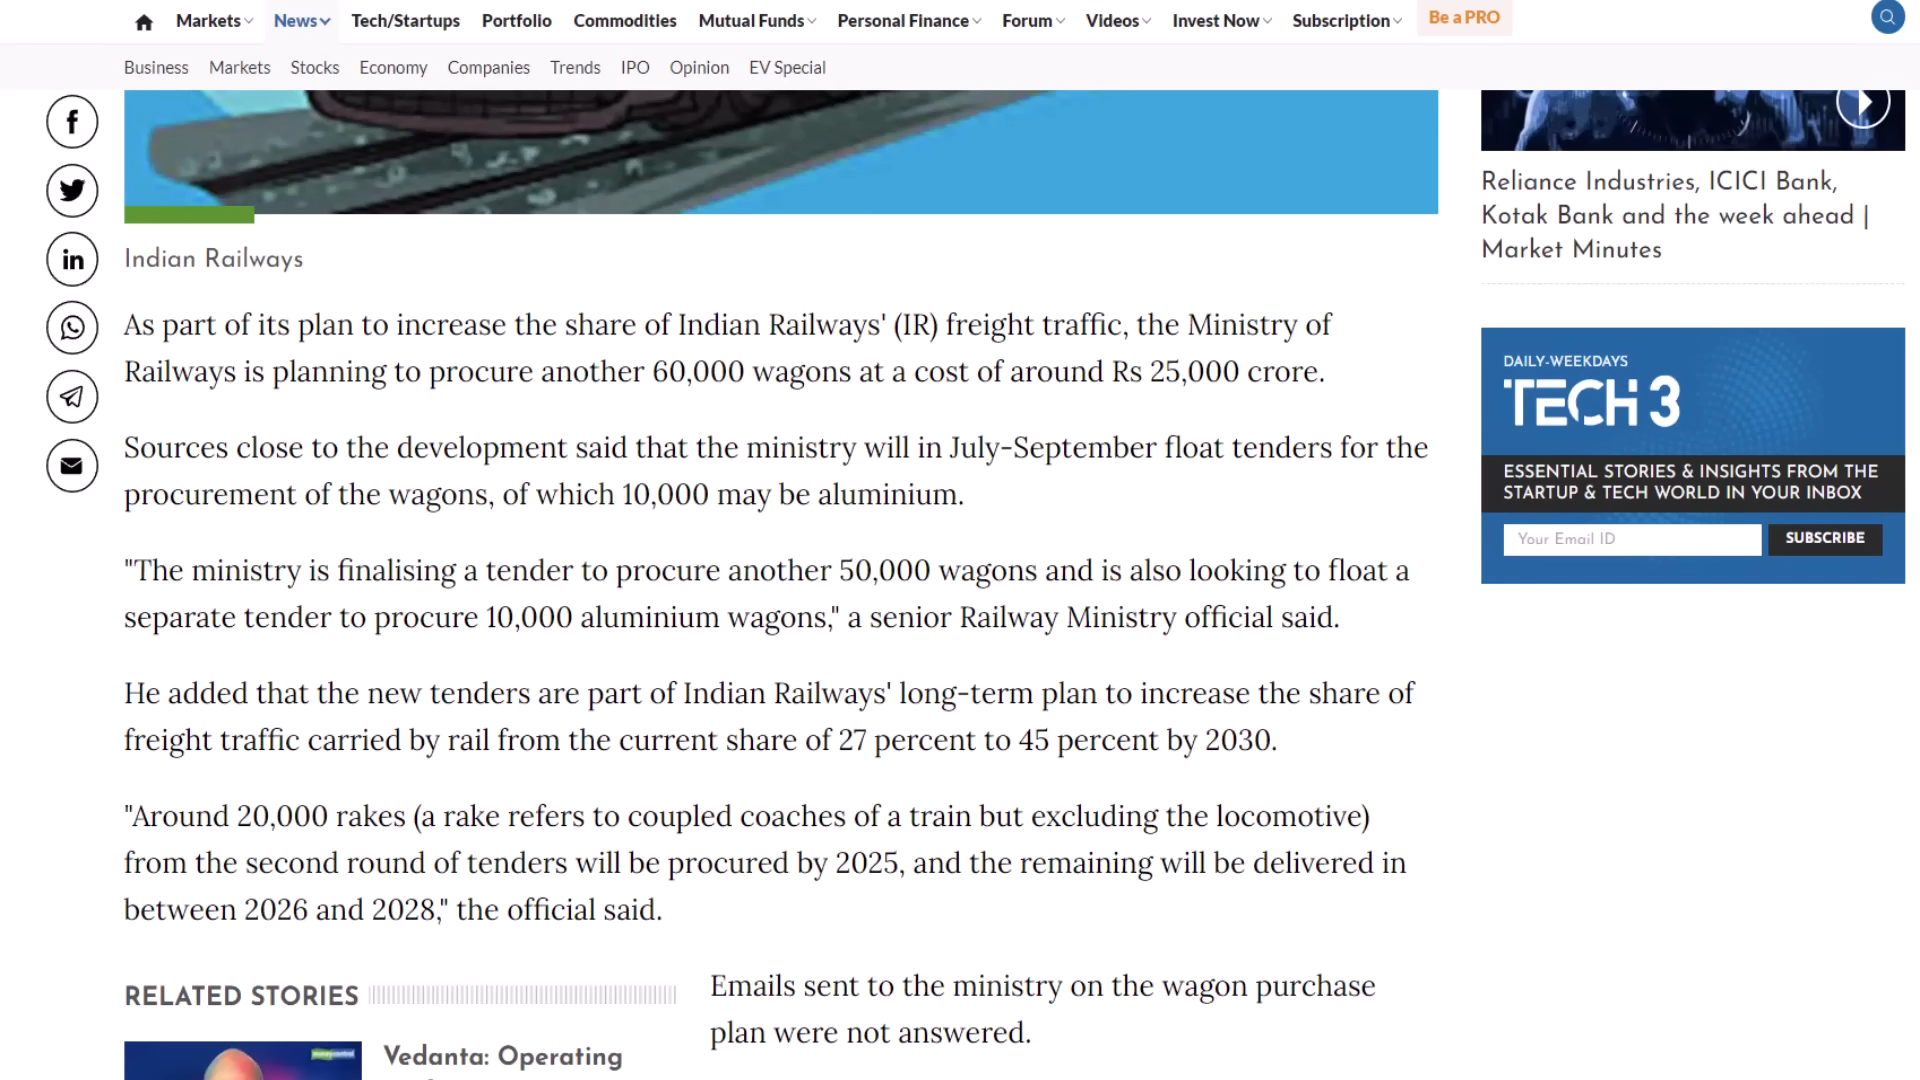 Markets News Tech/Startups Portfolio Commodities Mutual Funds Personal Finance Forum Videos Invest Now Subscription Be a PRO
Business Markets Stocks Economy Companies Trends IPO Opinion EV Special
Indian Railways
As part of its plan to increase the share of Indian Railways' (IR) freight traffic, the Ministry of
Railways is planning to procure another 60,000 wagons at a cost of around Rs 25,000 crore.
Sources close to the development said that the ministry will in July-September float tenders for the
procurement of the wagons, of which 10,000 may be aluminium.
"The ministry is finalising a tender to procure another 50,000 wagons and is also looking to float a
separate tender to procure 10,000 aluminium wagons," a senior Railway Ministry official said.
He added that the new tenders are part of Indian Railways' long-term plan to increase the share of
freight traffic carried by rail from the current share of 27 percent to 45 percent by 2030.
"Around 20,000 rakes (a rake refers to coupled coaches of a train but excluding the locomotive)
from the second round of tenders will be procured by 2025, and the remaining will be delivered in
between 2026 and 2028," the official said.
RELATED STORIES
Vedanta: Operating
Emails sent to the ministry on the wagon purchase
plan were not answered.
Reliance Industries, ICICI Bank,
Kotak Bank and the week ahead |
Market Minutes
DAILY-WEEKDAYS
TECH 3
ESSENTIAL STORIES & INSIGHTS FROM THE
STARTUP & TECH WORLD IN YOUR INBOX
Your Email ID SUBSCRIBE